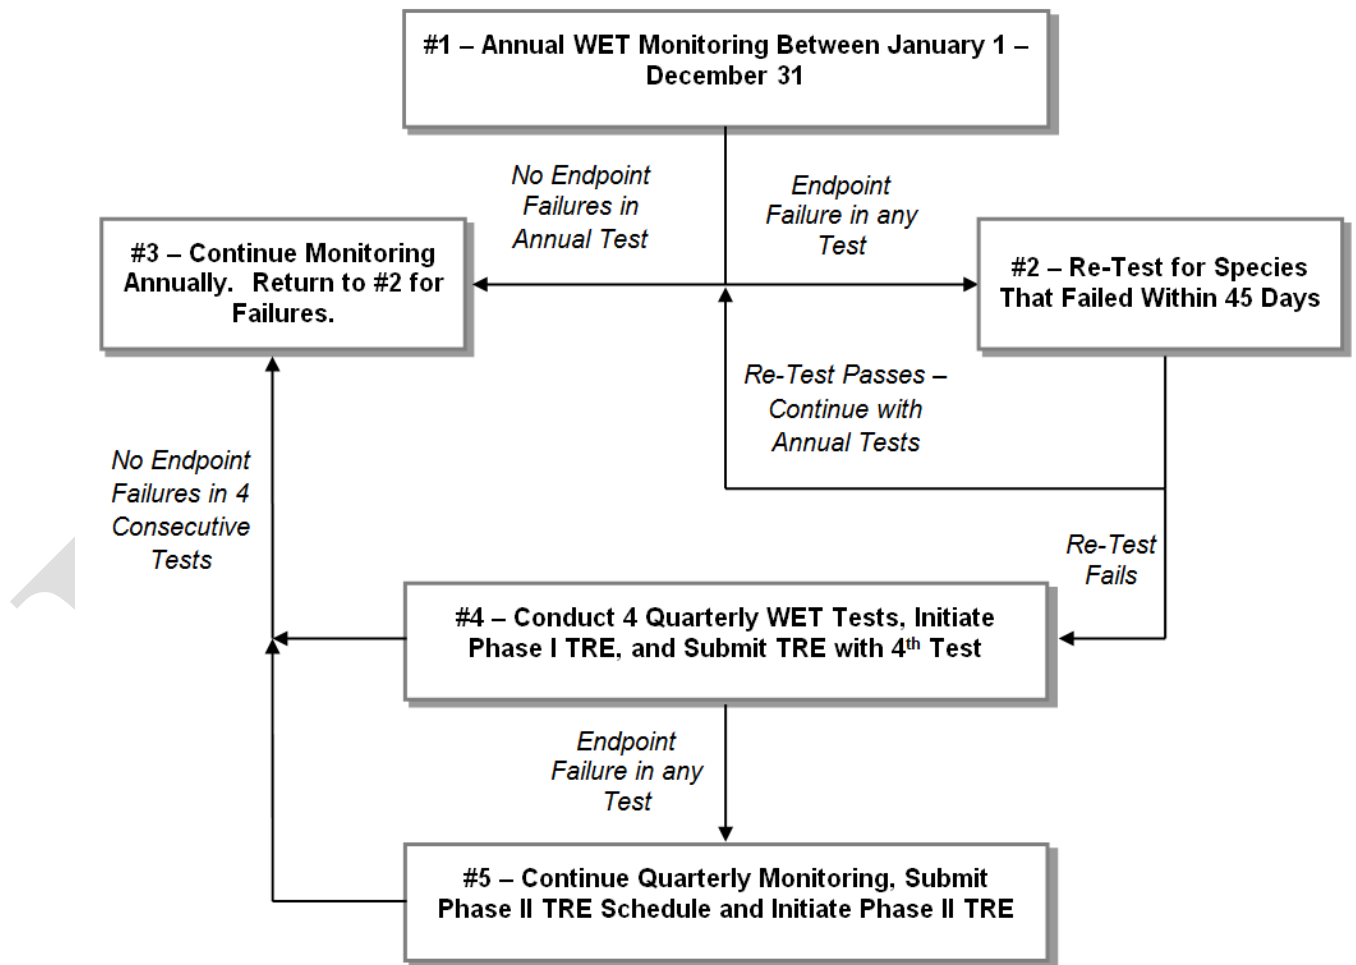 #1 – Annual WET Monitoring Between January 1 –
December 31
No Endpoint
Failures in
Annual Test
Endpoint
Failure in any
Test
#3 – Continue Monitoring
Annually.  Return to #2 for
Failures.
#2 – Re-Test for Species
That Failed Within 45 Days
Re-Test Passes –
Continue with
Annual Tests
No Endpoint
Failures in 4
Consecutive
Tests
Re-Test
Fails
#4 – Conduct 4 Quarterly WET Tests, Initiate
Phase I TRE, and Submit TRE with 4th Test
Endpoint
Failure in any
Test
#5 – Continue Quarterly Monitoring, Submit
Phase II TRE Schedule and Initiate Phase II TRE